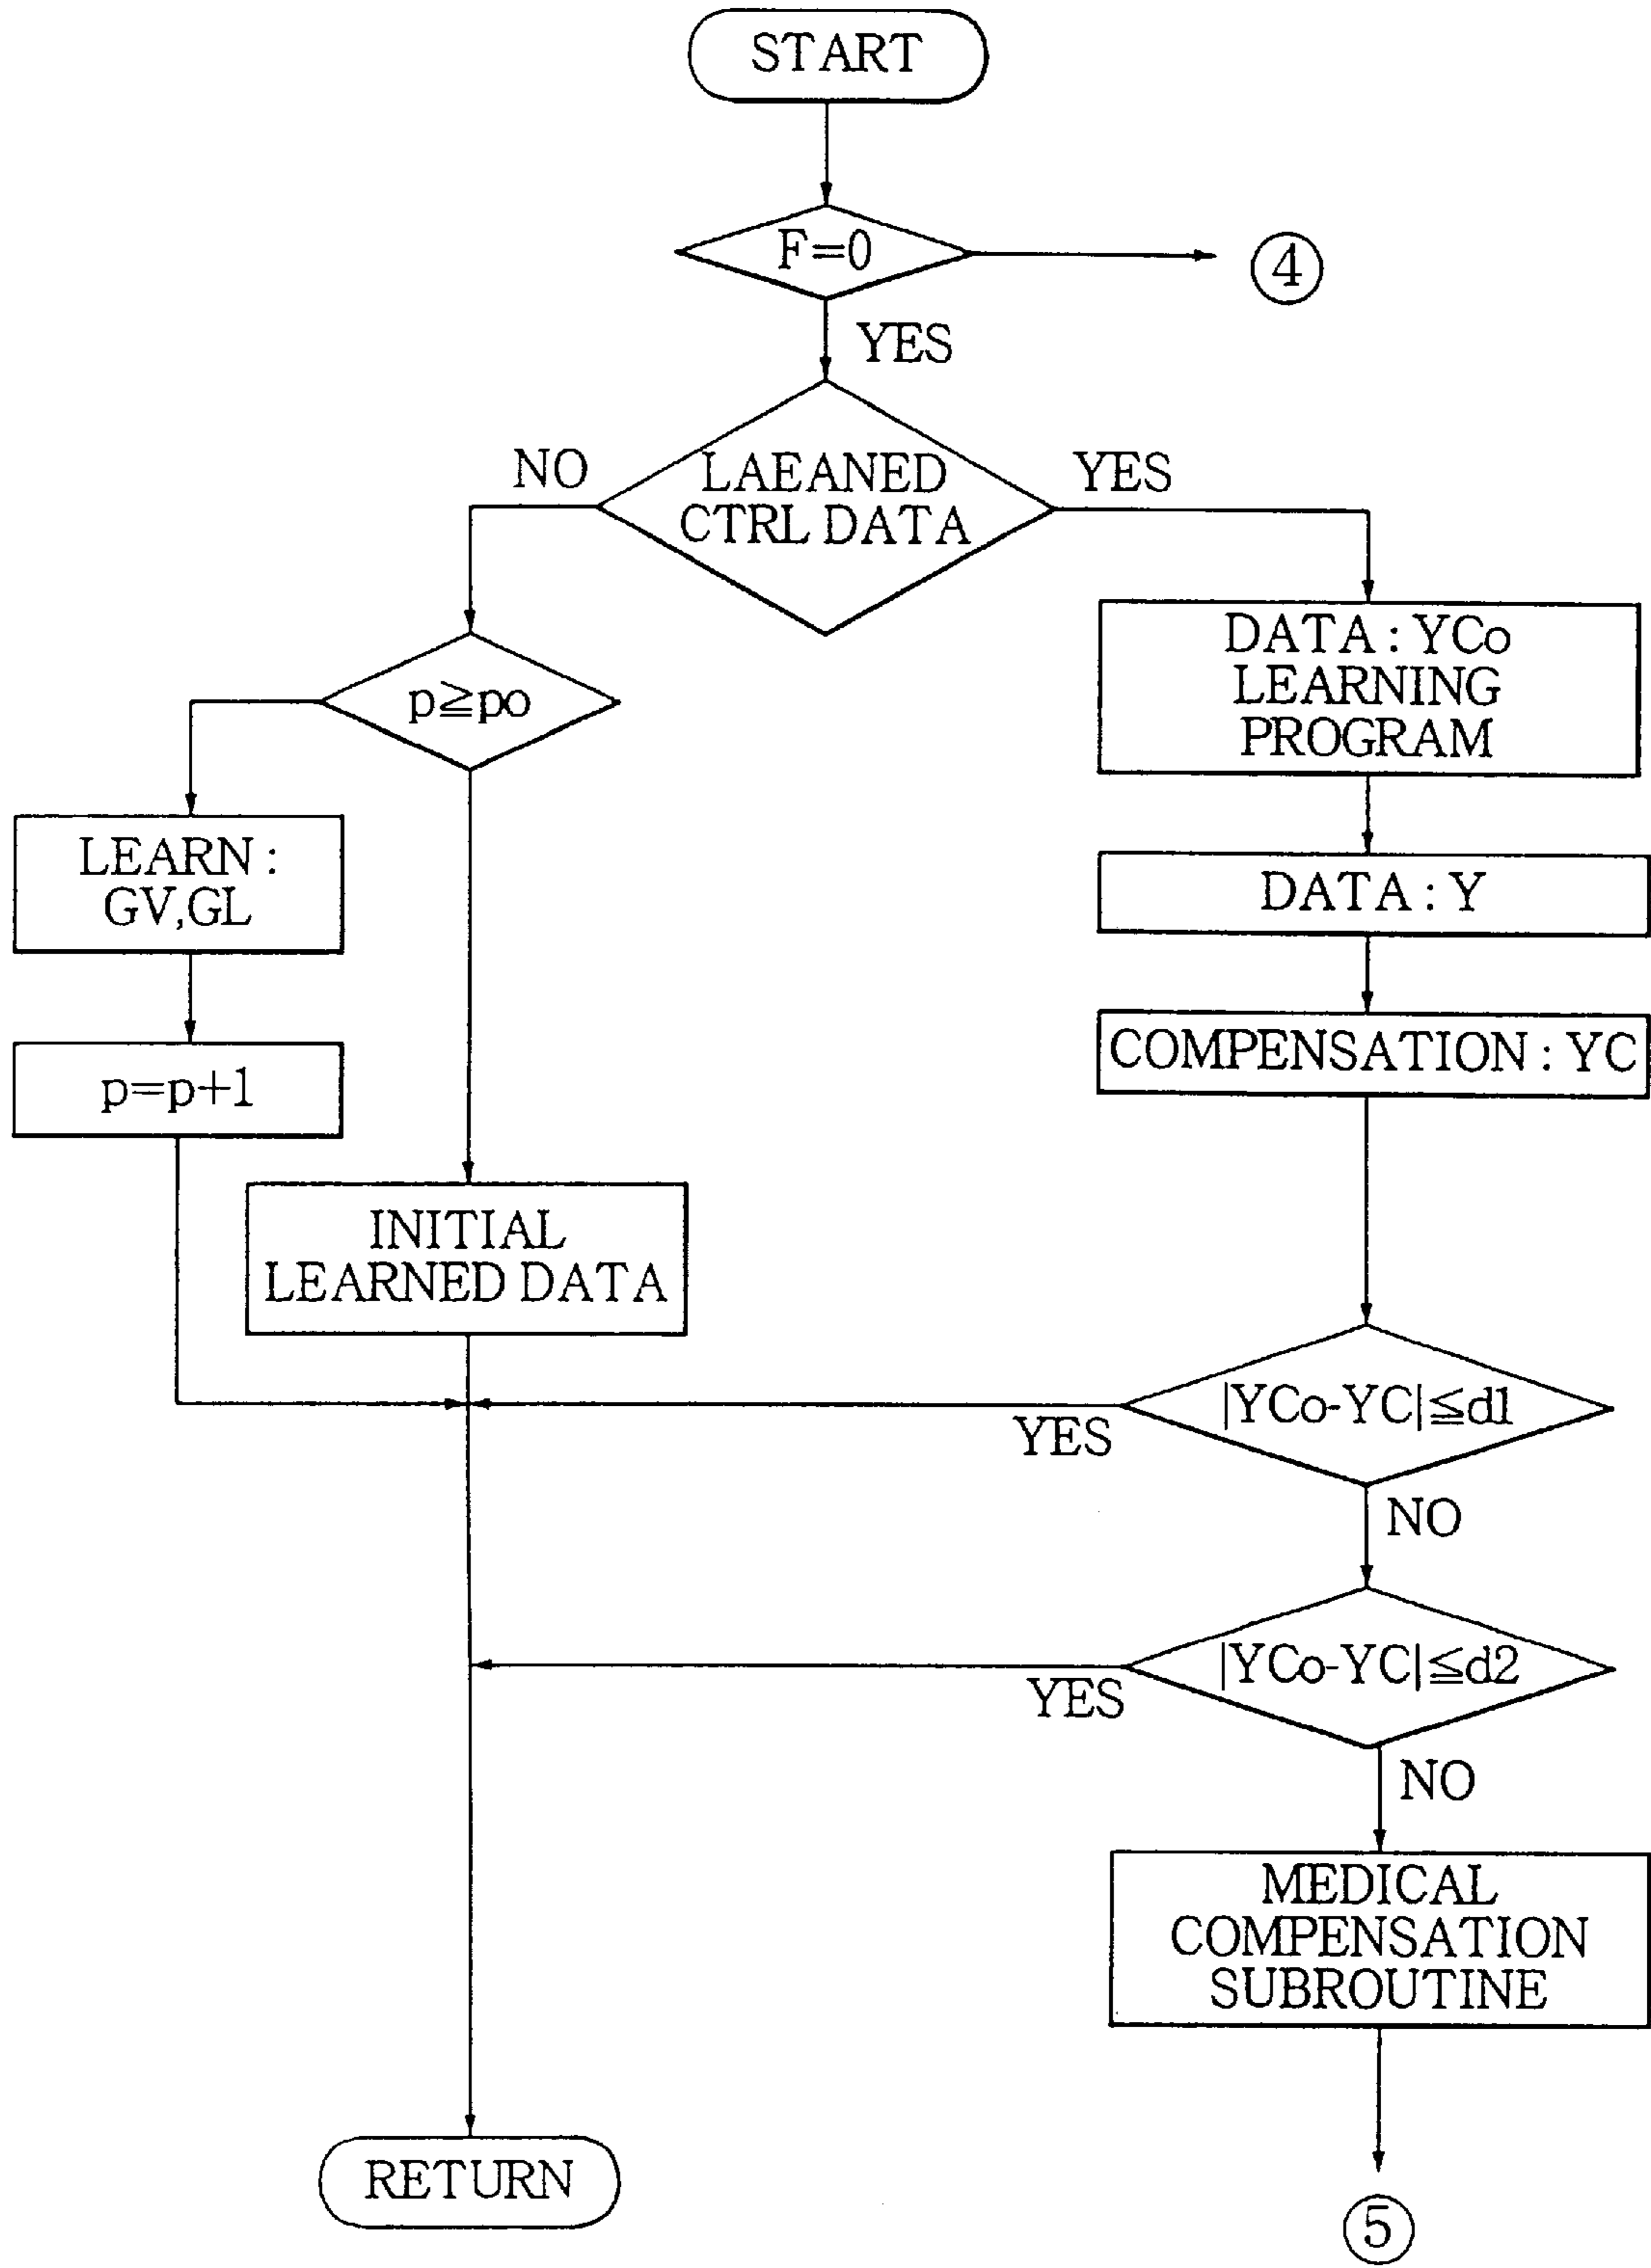 START
F=0
④
YES
NO
LAEANED
CTRL DATA
YES
DATA : YCo
LEARNING
PROGRAM
p≧po
LEARN :
GV,GL
DATA : Y
COMPENSATION : YC
p=p+1
INITIAL
LEARNED DATA
|YCo-YC|≦d1
YES
NO
|YCo-YC|≦d2
YES
NO
MEDICAL
COMPENSATION
SUBROUTINE
RETURN
⑤